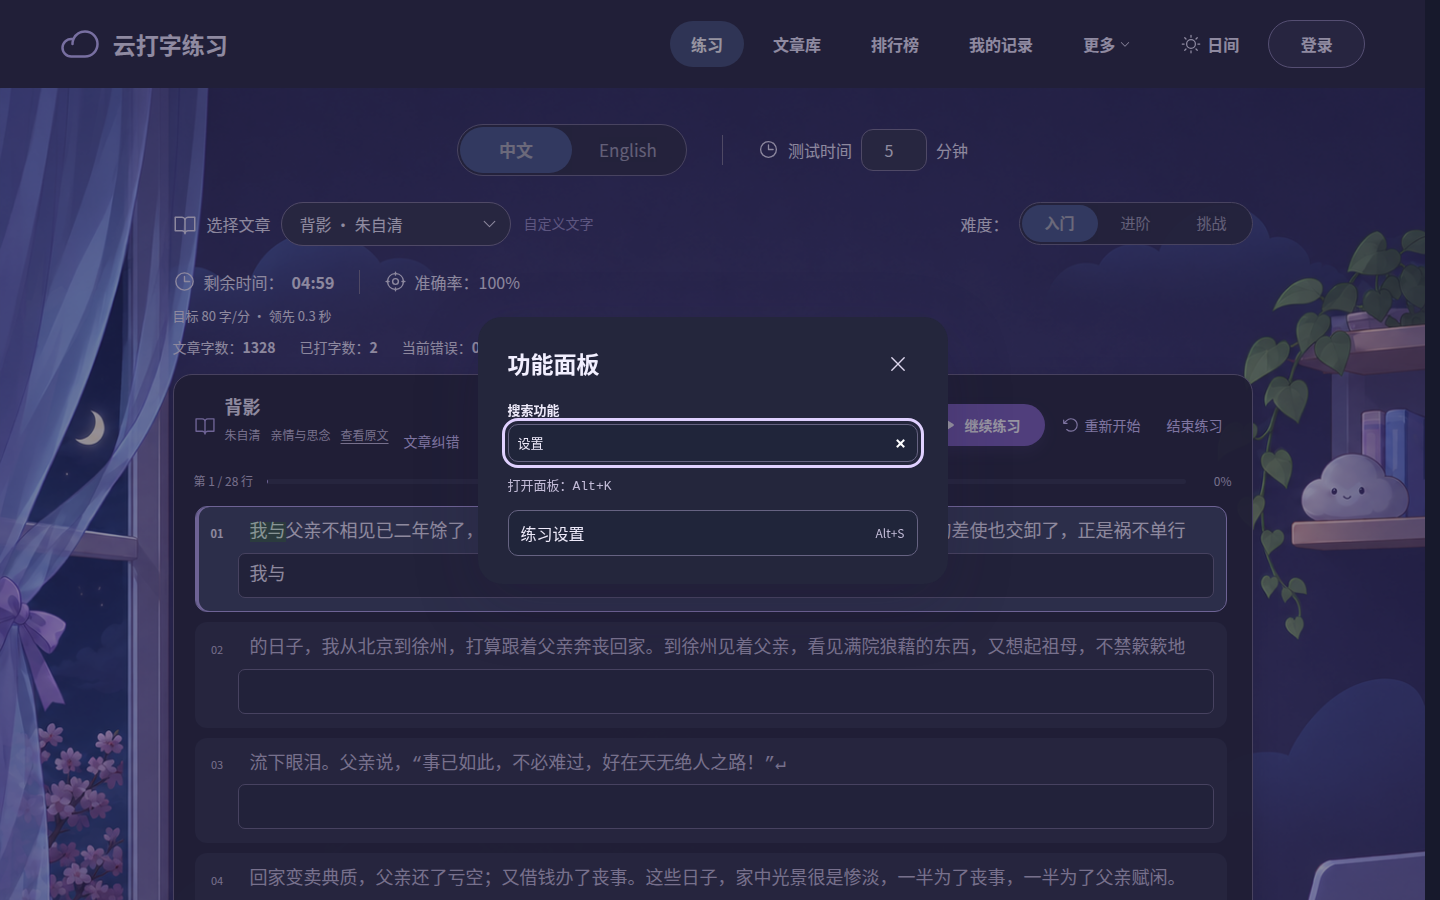 云打字练习
练习 文章库 排行榜 我的记录 更多 日间 登录
中文 English 测试时间 5 分钟
选择文章 背影 · 朱自清 自定义文字 难度： 入门 进阶 挑战
剩余时间： 04:59 准确率：100%
目标 80 字/分 · 领先 0.3 秒
文章字数：1328 已打字数：2 当前错误：0
功能面板
搜索功能
设置
打开面板：Alt+K
练习设置 Alt+S
背影
朱自清 亲情与思念 查看原文 文章纠错
继续练习 重新开始 结束练习
第 1 / 28 行 0%
01 我与父亲不相见已二年馀了，
差使也交卸了，正是祸不单行
我与
02 的日子，我从北京到徐州，打算跟着父亲奔丧回家。到徐州见着父亲，看见满院狼藉的东西，又想起祖母，不禁簌簌地
03 流下眼泪。父亲说，“事已如此，不必难过，好在天无绝人之路！”↵
04 回家变卖典质，父亲还了亏空；又借钱办了丧事。这些日子，家中光景很是惨淡，一半为了丧事，一半为了父亲赋闲。